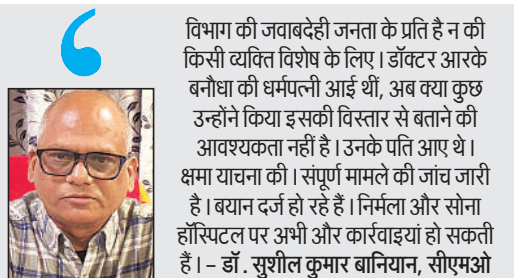 विभाग की जवाबदेही जनता के प्रति है न की
किसी व्यक्ति विशेष के लिए। डॉक्टर आरके
बनौधा की धर्मपत्नी आई थीं, अब क्या कुछ
उन्होंने किया इसकी विस्तार से बताने की
आवश्यकता नहीं है। उनके पति आए थे।
क्षमा याचना की। संपूर्ण मामले की जांच जारी
है। बयान दर्ज हो रहे हैं। निर्मला और सोना
हॉस्पिटल पर अभी और कार्रवाइयां हो सकती
हैं। – डॉ. सुशील कुमार बानियान, सीएमओ